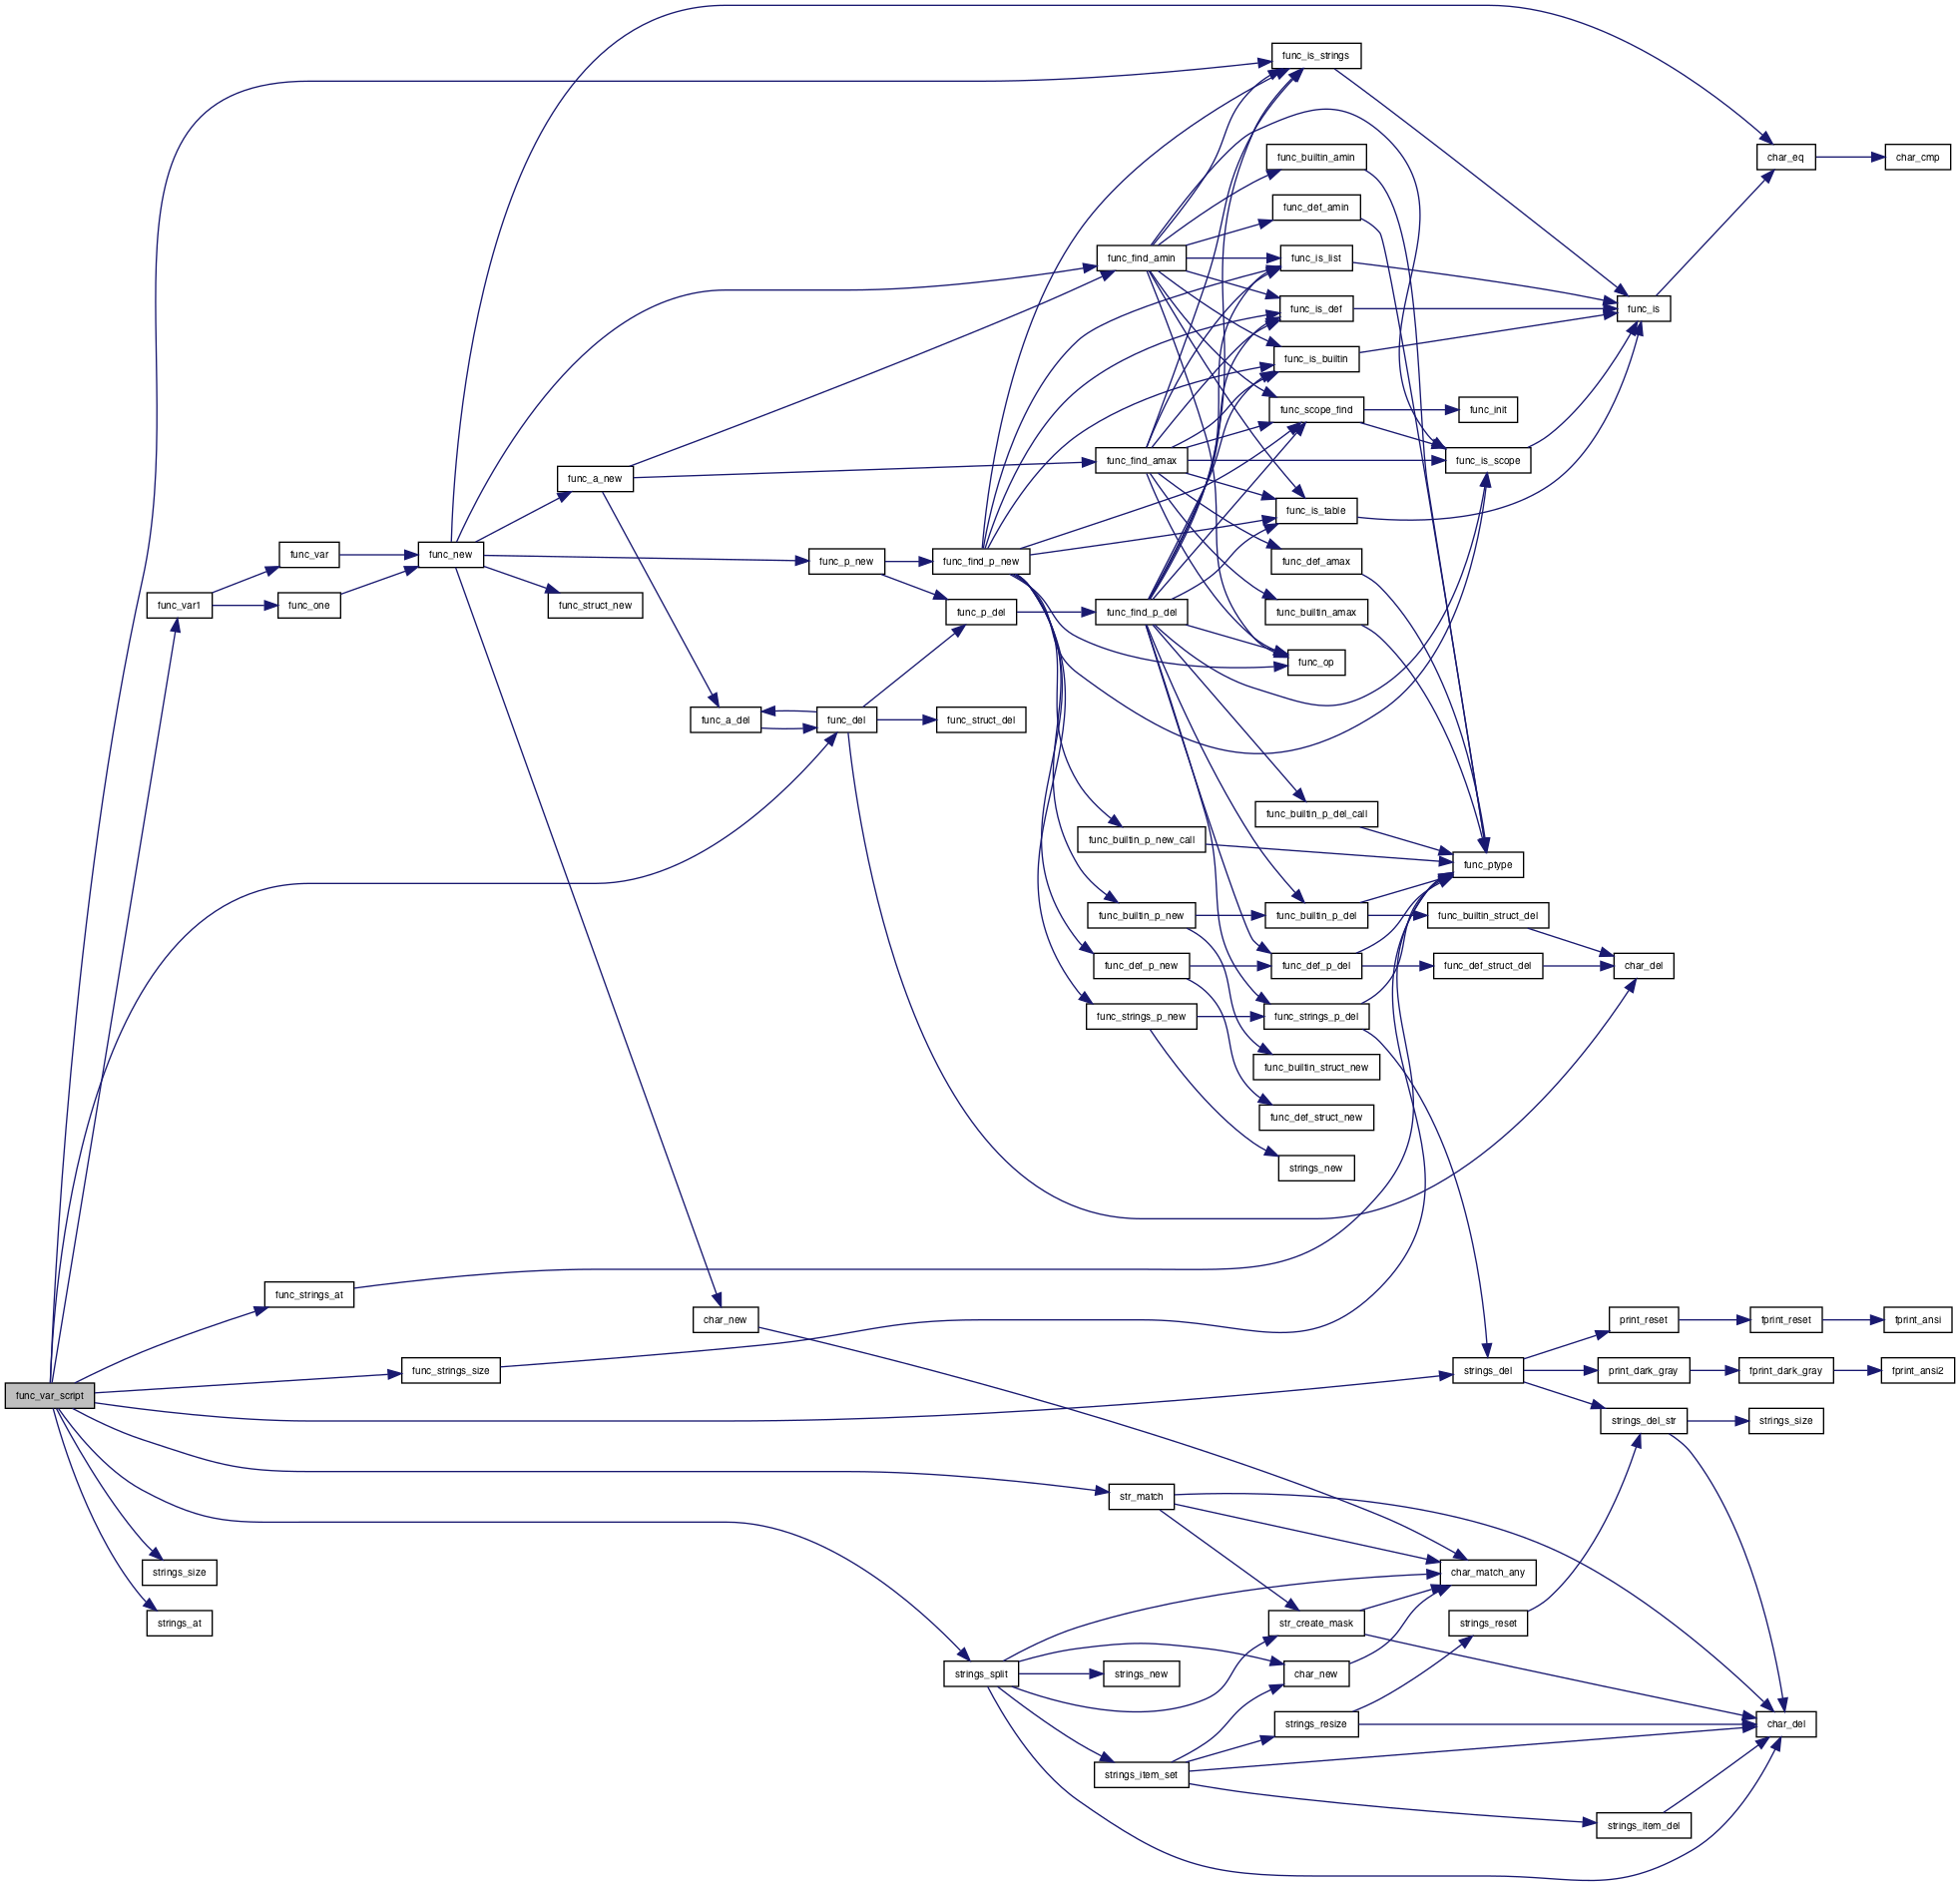 func_is_strings
char_eq
char_cmp
func_builtin_amin
func_def_amin
func_find_amin
func_is_list
func_is_def
func_is
func_is_builtin
func_scope_find
func_init
func_find_amax
func_is_scope
func_a_new
func_is_table
func_var
func_new
func_p_new
func_find_p_new
func_def_amax
func_var1
func_one
func_struct_new
func_p_del
func_find_p_del
func_builtin_amax
func_op
func_a_del
func_del
func_struct_del
func_builtin_p_del_call
func_builtin_p_new_call
func_ptype
func_builtin_p_new
func_builtin_p_del
func_builtin_struct_del
func_def_p_new
func_def_p_del
func_def_struct_del
char_del
func_strings_p_new
func_strings_p_del
func_builtin_struct_new
func_def_struct_new
strings_new
func_strings_at
char_new
print_reset
fprint_reset
fprint_ansi
func_strings_size
strings_del
print_dark_gray
fprint_dark_gray
fprint_ansi2
func_var_script
strings_del_str
strings_size
str_match
strings_size
char_match_any
strings_at
str_create_mask
strings_reset
strings_split
strings_new
char_new
strings_resize
char_del
strings_item_set
strings_item_del